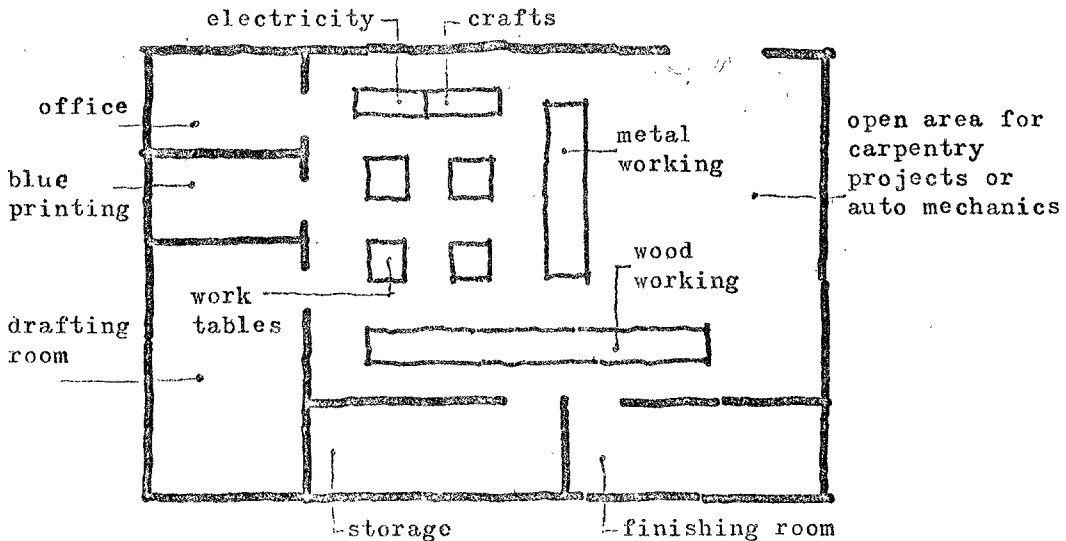 electricity
crafts
office
metal
working
open area for
carpentry
projects or
auto mechanics
blue
printing
wood
working
work
tables
drafting
room
storage
finishing room